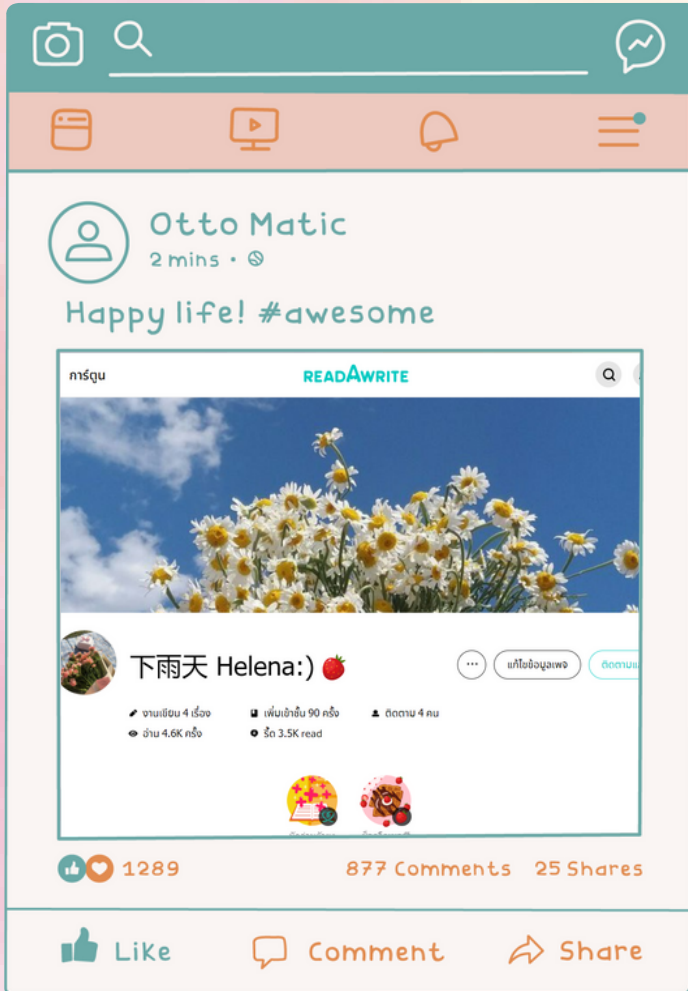 Otto Matic
2 mins •
Happy life! #awesome
การ์ตูน READAWRITE
下雨天 Helena:)
แก้ไขข้อมูลเพจ
งานเขียน 4 เรื่อง เพิ่มเข้าชั้น 90 ครั้ง ติดตาม 4 คน
อ่าน 4.6K ครั้ง รี้ด 3.5K read
1289 877 Comments 25 Shares
Like Comment Share